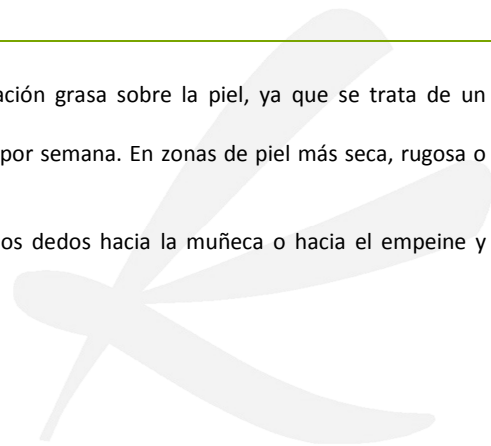 ación grasa sobre la piel, ya que se trata de un
por semana. En zonas de piel más seca, rugosa o
os dedos hacia la muñeca o hacia el empeine y